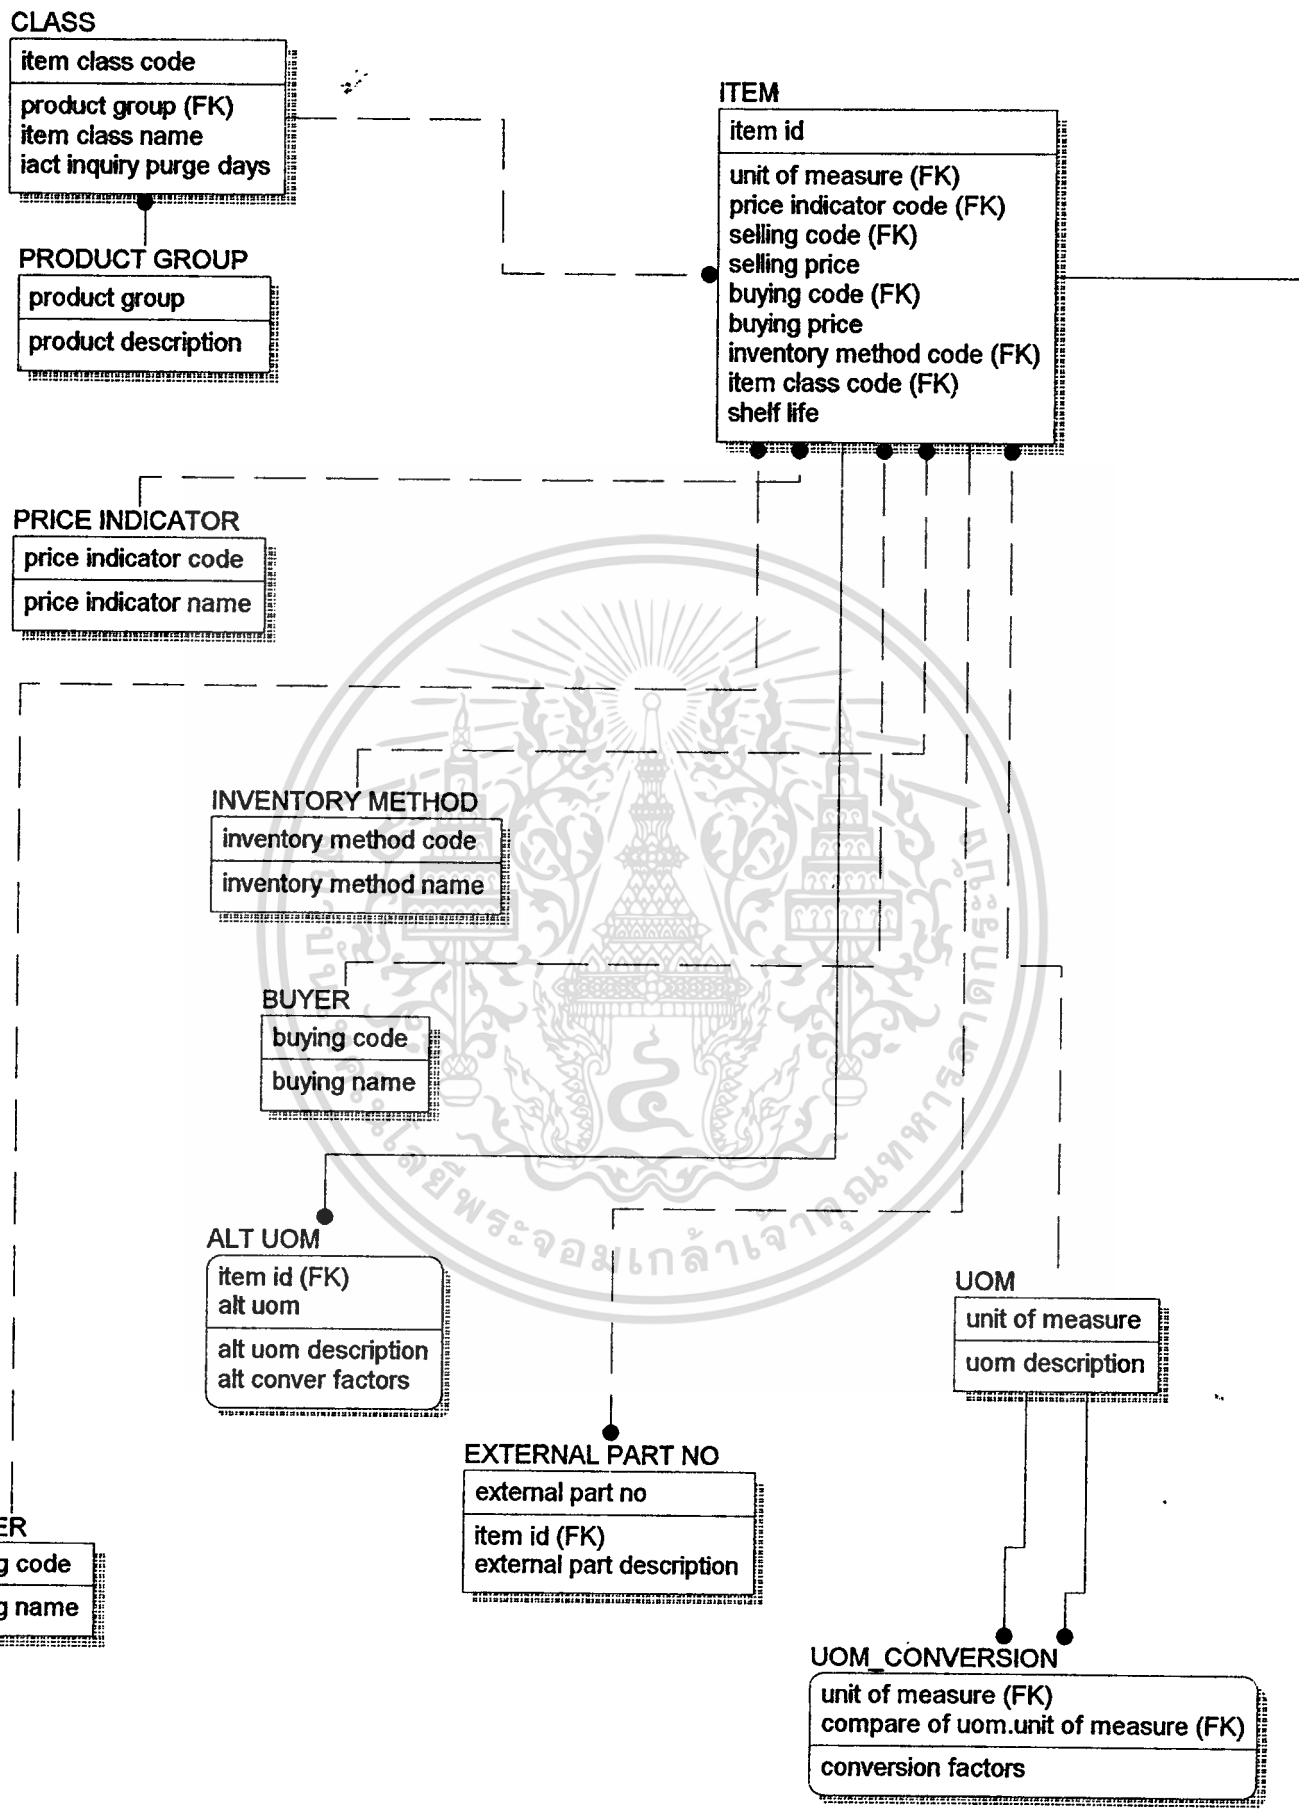 CLASS
item class code
product group (FK)
item class name
iact inquiry purge days
PRODUCT GROUP
product group
product description
ITEM
item id
unit of measure (FK)
price indicator code (FK)
selling code (FK)
selling price
buying code (FK)
buying price
inventory method code (FK)
item class code (FK)
shelf life
PRICE INDICATOR
price indicator code
price indicator name
INVENTORY METHOD
inventory method code
inventory method name
BUYER
buying code
buying name
ALT UOM
item id (FK)
alt uom
alt uom description
alt conver factors
UOM
unit of measure
uom description
EXTERNAL PART NO
external part no
item id (FK)
external part description
ER
g code
g name
UOM_CONVERSION
unit of measure (FK)
compare of uom.unit of measure (FK)
conversion factors